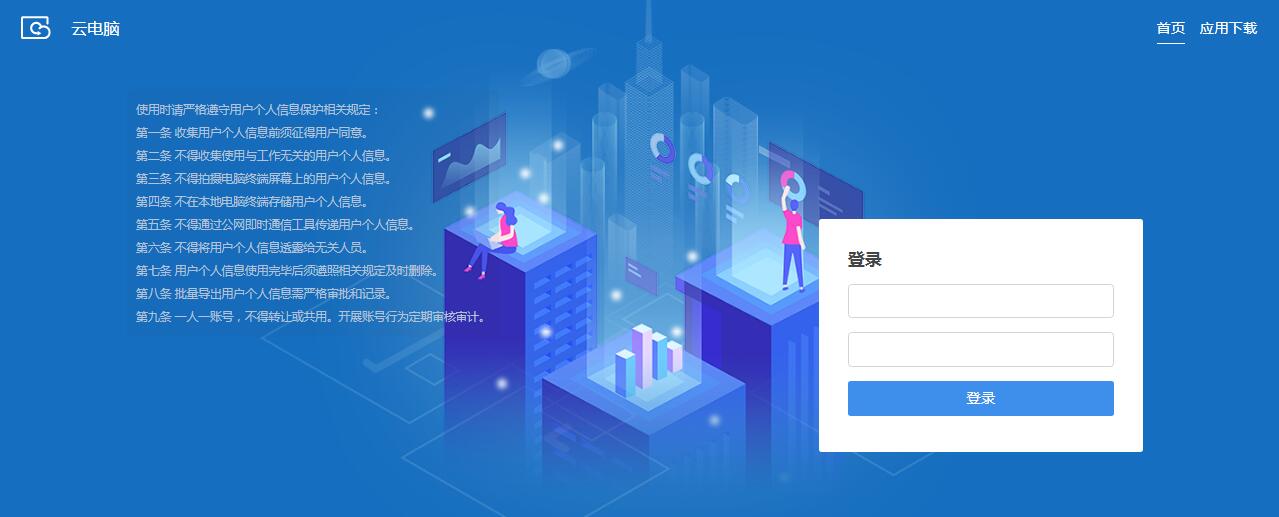 云电脑
首页 应用下载
使用时请严格遵守用户个人信息保护相关规定：
第一条 收集用户个人信息前须征得用户同意。
第二条 不得收集使用与工作无关的用户个人信息。
第三条 不得拍摄电脑终端屏幕上的用户个人信息。
第四条 不在本地电脑终端存储用户个人信息。
第五条 不得通过公网即时通信工具传递用户个人信息。
第六条 不得将用户个人信息透露给无关人员。
第七条 用户个人信息使用完毕后须遵照相关规定及时删除。
第八条 批量导出用户个人信息需严格审批和记录。
第九条 一人一账号，不得转让或共用。开展账号行为定期审核审计。
登录
登录